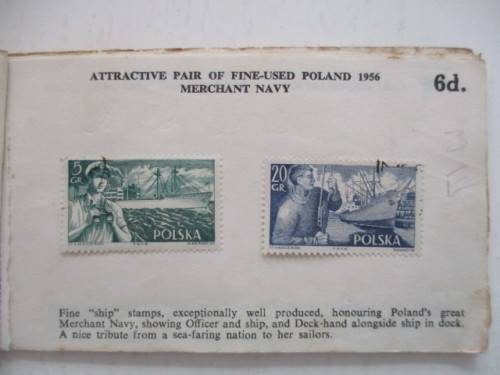 ATTRACTIVE PAIR OF FINE-USED POLAND 1956
MERCHANT NAVY
6d.
5
GR
POLSKA
20
GR.
POLSKA
Fine "ship" stamps, exceptionally well produced, honouring Poland's great
Merchant Navy, showing Officer and ship, and Deck-hand alongside ship in dock.
A nice tribute from a sea-faring nation to her sailors.